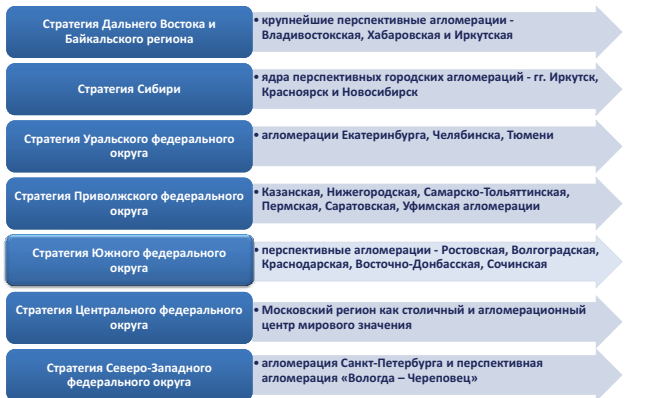 Стратегия Дальнего Востока и
Байкальского региона
• крупнейшие перспективные агломерации -
Владивостокская, Хабаровская и Иркутская
Стратегия Сибири
• ядра перспективных городских агломераций - гг. Иркутск,
Красноярск и Новосибирск
Стратегия Уральского федерального
округа
• агломерации Екатеринбурга, Челябинска, Тюмени
Стратегия Приволжского федерального
округа
• Казанская, Нижегородская, Самарско-Тольяттинская,
Пермская, Саратовская, Уфимская агломерации
Стратегия Южного федерального
округа
• перспективные агломерации - Ростовская, Волгоградская,
Краснодарская, Восточно-Донбасская, Сочинская
Стратегия Центрального федерального
округа
• Московский регион как столичный и агломерационный
центр мирового значения
Стратегия Северо-Западного
федерального округа
• агломерация Санкт-Петербурга и перспективная
агломерация «Вологда – Череповец»